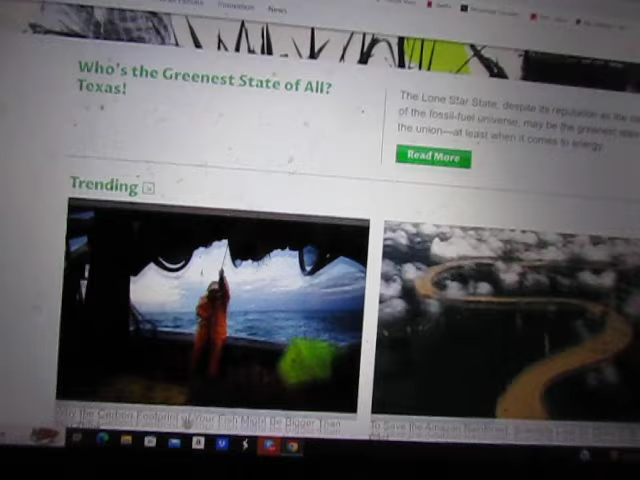 News
Who's the Greenest State of All?
Texas!
The Lone Star State, despite its reputation as the
of the fossil-fuel universe, may be the greenest
the union—at least when it comes to energy.
Read More
Trending
Why the Carbon Footprint of Your Fish Might Be Bigger Than
To Save the Amazon Rainforest